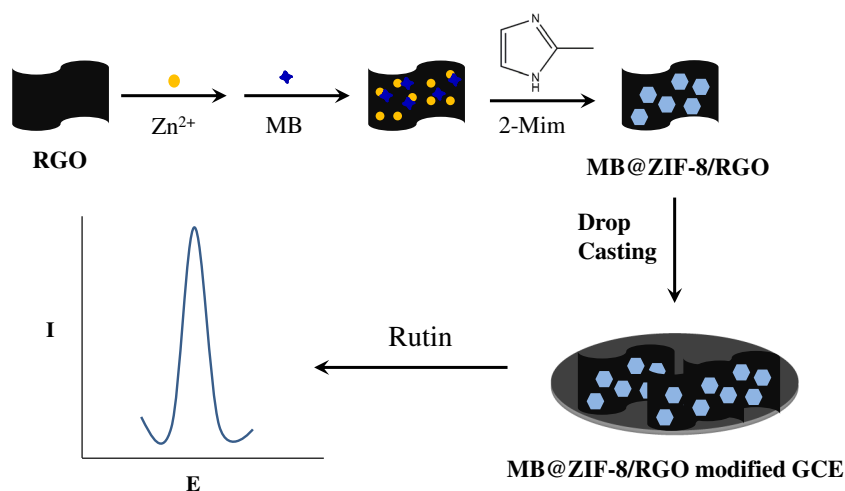 N
N
H
Zn²⁺
MB
2-Mim
RGO
MB@ZIF-8/RGO
Drop
Casting
I
Rutin
E
MB@ZIF-8/RGO modified GCE